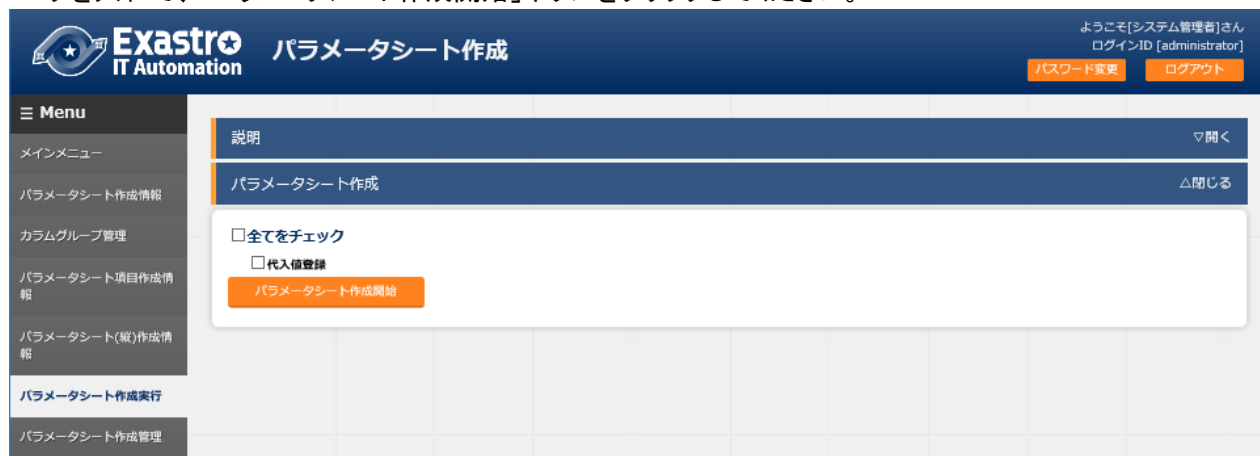 Exastro
IT Automation
パラメータシート作成
ようこそ[システム管理者]さん
ログインID [administrator]
パスワード変更
ログアウト
☰ Menu
メインメニュー
パラメータシート作成情報
カラムグループ管理
パラメータシート項目作成情
報
パラメータシート(縦)作成情
報
パラメータシート作成実行
パラメータシート作成管理
説明
▽開く
パラメータシート作成
△閉じる
全てをチェック
代入値登録
パラメータシート作成開始